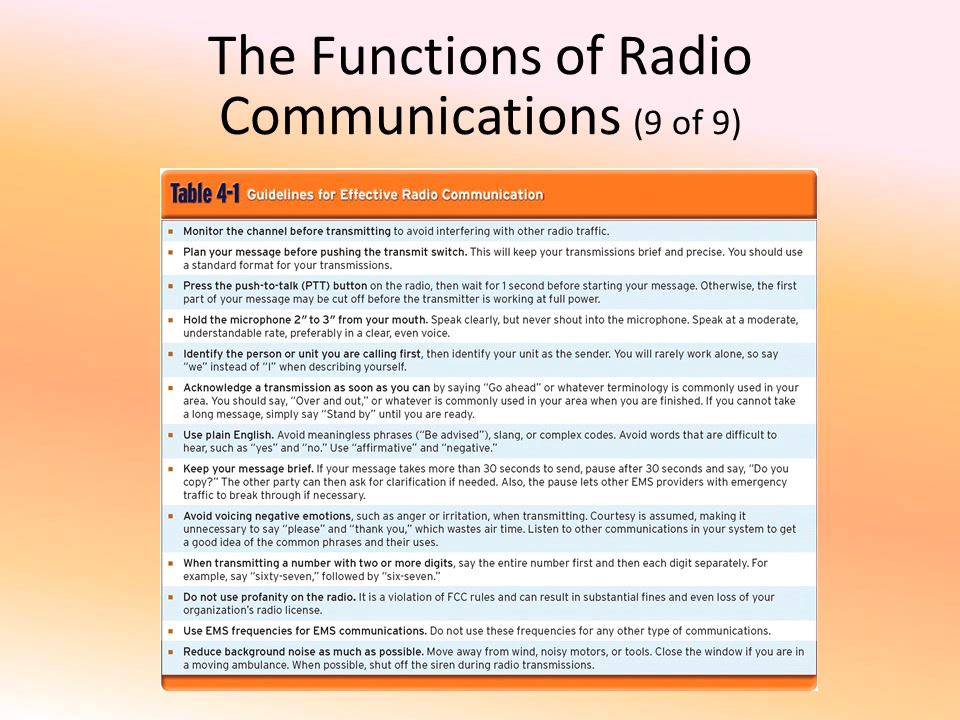 The Functions of Radio
Communications (9 of 9)
Table 4-1 Guidelines for Effective Radio Communication
▪ Monitor the channel before transmitting to avoid interfering with other radio traffic.
▪ Plan your message before pushing the transmit switch. This will keep your transmissions brief and precise. You should use
a standard format for your transmissions.
▪ Press the push-to-talk (PTT) button on the radio, then wait for 1 second before starting your message. Otherwise, the first
part of your message may be cut off before the transmitter is working at full power.
▪ Hold the microphone 2″ to 3″ from your mouth. Speak clearly, but never shout into the microphone. Speak at a moderate,
understandable rate, preferably in a clear, even voice.
▪ Identify the person or unit you are calling first, then identify your unit as the sender. You will rarely work alone, so say
“we” instead of “I” when describing yourself.
▪ Acknowledge a transmission as soon as you can by saying “Go ahead” or whatever terminology is commonly used in your
area. You should say, “Over and out,” or whatever is commonly used in your area when you are finished. If you cannot take
a long message, simply say “Stand by” until you are ready.
▪ Use plain English. Avoid meaningless phrases (“Be advised”), slang, or complex codes. Avoid words that are difficult to
hear, such as “yes” and “no.” Use “affirmative” and “negative.”
▪ Keep your message brief. If your message takes more than 30 seconds to send, pause after 30 seconds and say, “Do you
copy?” The other party can then ask for clarification if needed. Also, the pause lets other EMS providers with emergency
traffic to break through if necessary.
▪ Avoid voicing negative emotions, such as anger or irritation, when transmitting. Courtesy is assumed, making it
unnecessary to say “please” and “thank you,” which wastes air time. Listen to other communications in your system to get
a good idea of the common phrases and their uses.
▪ When transmitting a number with two or more digits, say the entire number first and then each digit separately. For
example, say “sixty-seven,” followed by “six-seven.”
▪ Do not use profanity on the radio. It is a violation of FCC rules and can result in substantial fines and even loss of your
organization’s radio license.
▪ Use EMS frequencies for EMS communications. Do not use these frequencies for any other type of communications.
▪ Reduce background noise as much as possible. Move away from wind, noisy motors, or tools. Close the window if you are in
a moving ambulance. When possible, shut off the siren during radio transmissions.